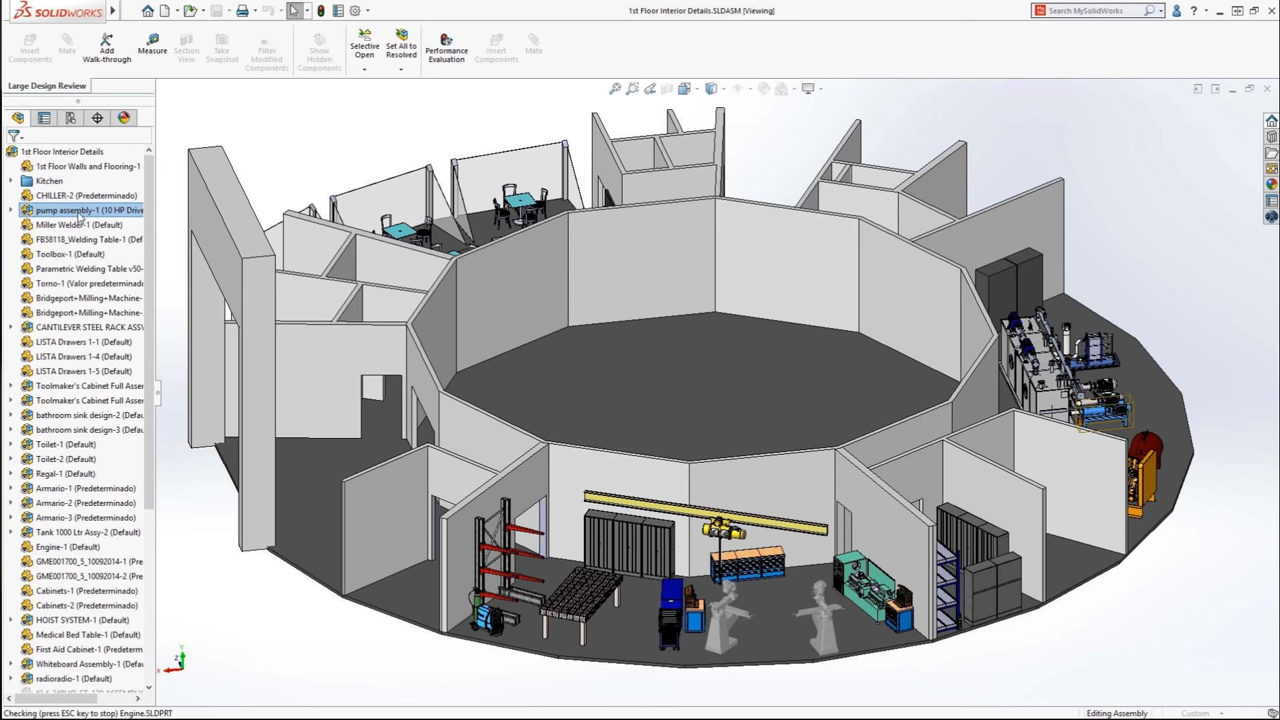 SOLIDWORKS
1st Floor Interior Details.SLDASM [Viewing]
Search MySolidWorks
Insert Components
Mate
Add Walk-through
Measure
Section View
Take Snapshot
Filter Modified Components
Show Hidden Components
Selective Open
Set All to Resolved
Performance Evaluation
Insert Components
Mate
Large Design Review
1st Floor Interior Details
1st Floor Walls and Flooring-1
Kitchen
CHILLER-2 (Predeterminado)
pump assembly-1 (10 HP Drive
Miller Welder-1 (Default)
FB58118_Welding Table-1 (Def
Toolbox-1 (Default)
Parametric Welding Table v50-
Torno-1 (Valor predeterminado
Bridgeport+Milling+Machine-
Bridgeport+Milling+Machine-
CANTILEVER STEEL RACK ASSY
LISTA Drawers 1-1 (Default)
LISTA Drawers 1-4 (Default)
LISTA Drawers 1-5 (Default)
Toolmaker's Cabinet Full Asser
Toolmaker's Cabinet Full Asser
bathroom sink design-2 (Defau
bathroom sink design-3 (Defau
Toilet-1 (Default)
Toilet-2 (Default)
Regal-1 (Default)
Armario-1 (Predeterminado)
Armario-2 (Predeterminado)
Armario-3 (Predeterminado)
Tank 1000 Ltr Assy-2 (Default)
Engine-1 (Default)
GME001700_5_10092014-1 (Pre
GME001700_5_10092014-2 (Pre
Cabinets-1 (Predeterminado)
Cabinets-2 (Predeterminado)
HOIST SYSTEM-1 (Default)
Medical Bed Table-1 (Default)
First Aid Cabinet-1 (Predeterm
Whiteboard Assembly-1 (Defau
radioradio-1 (Default)
Checking (press ESC key to stop) Engine.SLDPRT
Editing Assembly
Custom